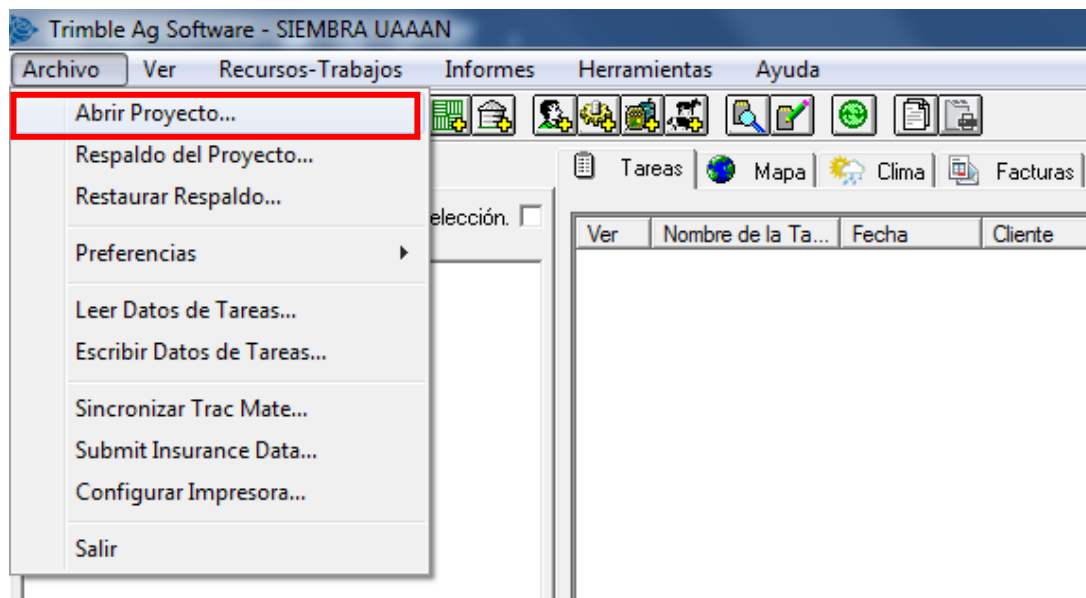 Trimble Ag Software - SIEMBRA UAAAN
Archivo Ver Recursos-Trabajos Informes Herramientas Ayuda
Abrir Proyecto...
Respaldo del Proyecto...
Restaurar Respaldo...
Preferencias
Leer Datos de Tareas...
Escribir Datos de Tareas...
Sincronizar Trac Mate...
Submit Insurance Data...
Configurar Impresora...
Salir
elección.
Tareas Mapa Clima Facturas
Ver Nombre de la Ta... Fecha Cliente